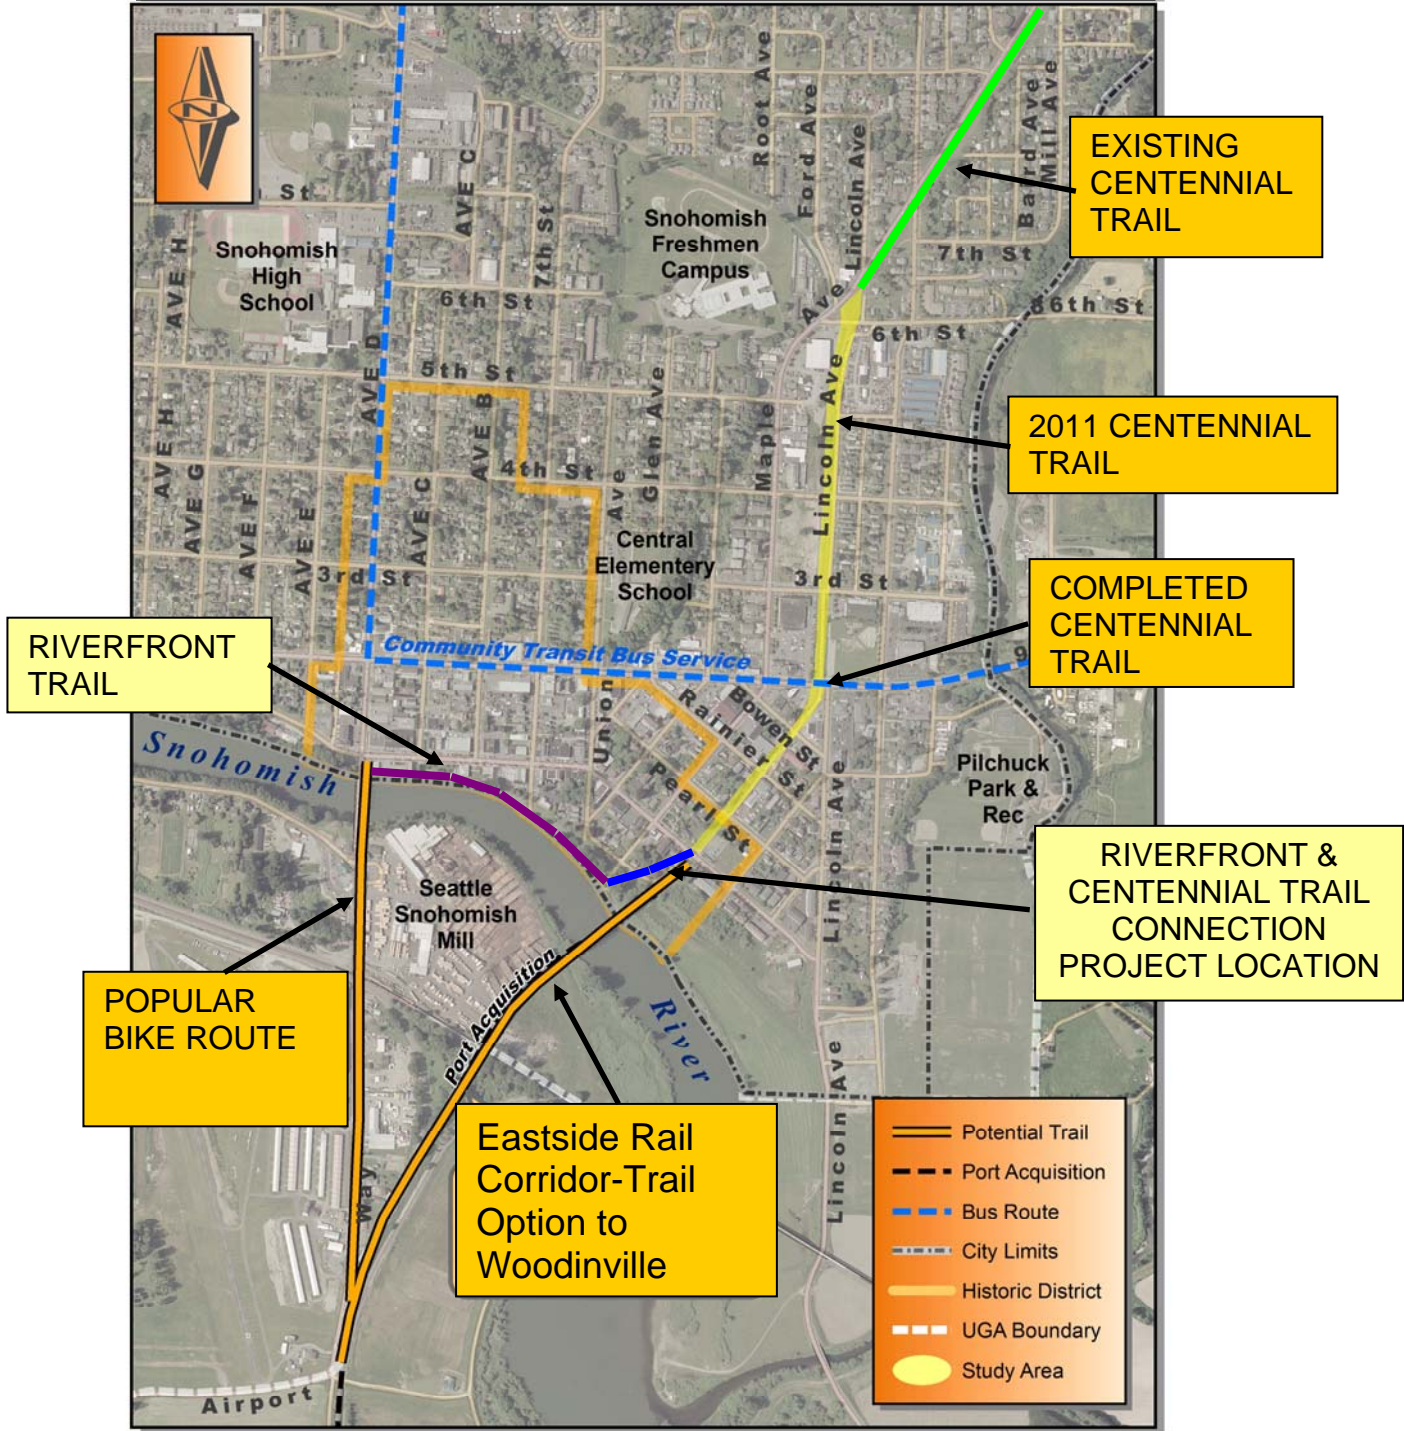 N
EXISTING
CENTENNIAL
TRAIL
Root Ave
Ford Ave
Lincoln Ave
Bard Ave
Mill Ave
AVE C
7th St
h St
Snohomish
Freshmen
Campus
AVE H
Snohomish
High
School
7th St
6th St
Ave
6th St
6th St
AVE D
5th St
AVE B
Glen Ave
Maple
Lincoln Ave
2011 CENTENNIAL
TRAIL
AVE H
AVE G
AVE F
AVE E
AVE C
4th St
Ave
Central
Elementery
School
3rd St
3rd St
COMPLETED
CENTENNIAL
TRAIL
RIVERFRONT
TRAIL
Community Transit Bus Service
9
Union
Bowen St
Rainier St
Pearl St
Snohomish
Lincoln Ave
Pilchuck
Park &
Rec
RIVERFRONT &
CENTENNIAL TRAIL
CONNECTION
PROJECT LOCATION
Seattle
Snohomish
Mill
Port Acquisition
River
POPULAR
BIKE ROUTE
Lincoln Ave
Way
Eastside Rail
Corridor-Trail
Option to
Woodinville
Potential Trail
Port Acquisition
Bus Route
City Limits
Historic District
UGA Boundary
Study Area
Airport